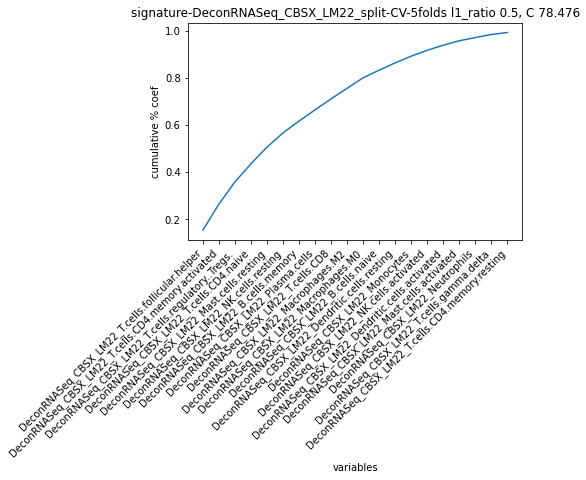 signature-DeconRNASeq_CBSX_LM22_split-CV-5folds l1_ratio 0.5, C 78.476
cumulative % coef
1.0
0.8
0.6
0.4
0.2
DeconRNASeq_CBSX_LM22_T.cells.follicular.helper
DeconRNASeq_CBSX_LM22_T.cells.CD4.memory.activated
DeconRNASeq_CBSX_LM22_T.cells.regulatory..Tregs.
DeconRNASeq_CBSX_LM22_T.cells.CD4.naive
DeconRNASeq_CBSX_LM22_Mast.cells.resting
DeconRNASeq_CBSX_LM22_NK.cells.resting
DeconRNASeq_CBSX_LM22_B.cells.memory
DeconRNASeq_CBSX_LM22_Plasma.cells
DeconRNASeq_CBSX_LM22_T.cells.CD8
DeconRNASeq_CBSX_LM22_Macrophages.M2
DeconRNASeq_CBSX_LM22_Macrophages.M0
DeconRNASeq_CBSX_LM22_B.cells.naive
DeconRNASeq_CBSX_LM22_Dendritic.cells.resting
DeconRNASeq_CBSX_LM22_Monocytes
DeconRNASeq_CBSX_LM22_NK.cells.activated
DeconRNASeq_CBSX_LM22_Dendritic.cells.activated
DeconRNASeq_CBSX_LM22_Mast.cells.activated
DeconRNASeq_CBSX_LM22_Neutrophils
DeconRNASeq_CBSX_LM22_T.cells.gamma.delta
DeconRNASeq_CBSX_LM22_T.cells.CD4.memory.resting
variables